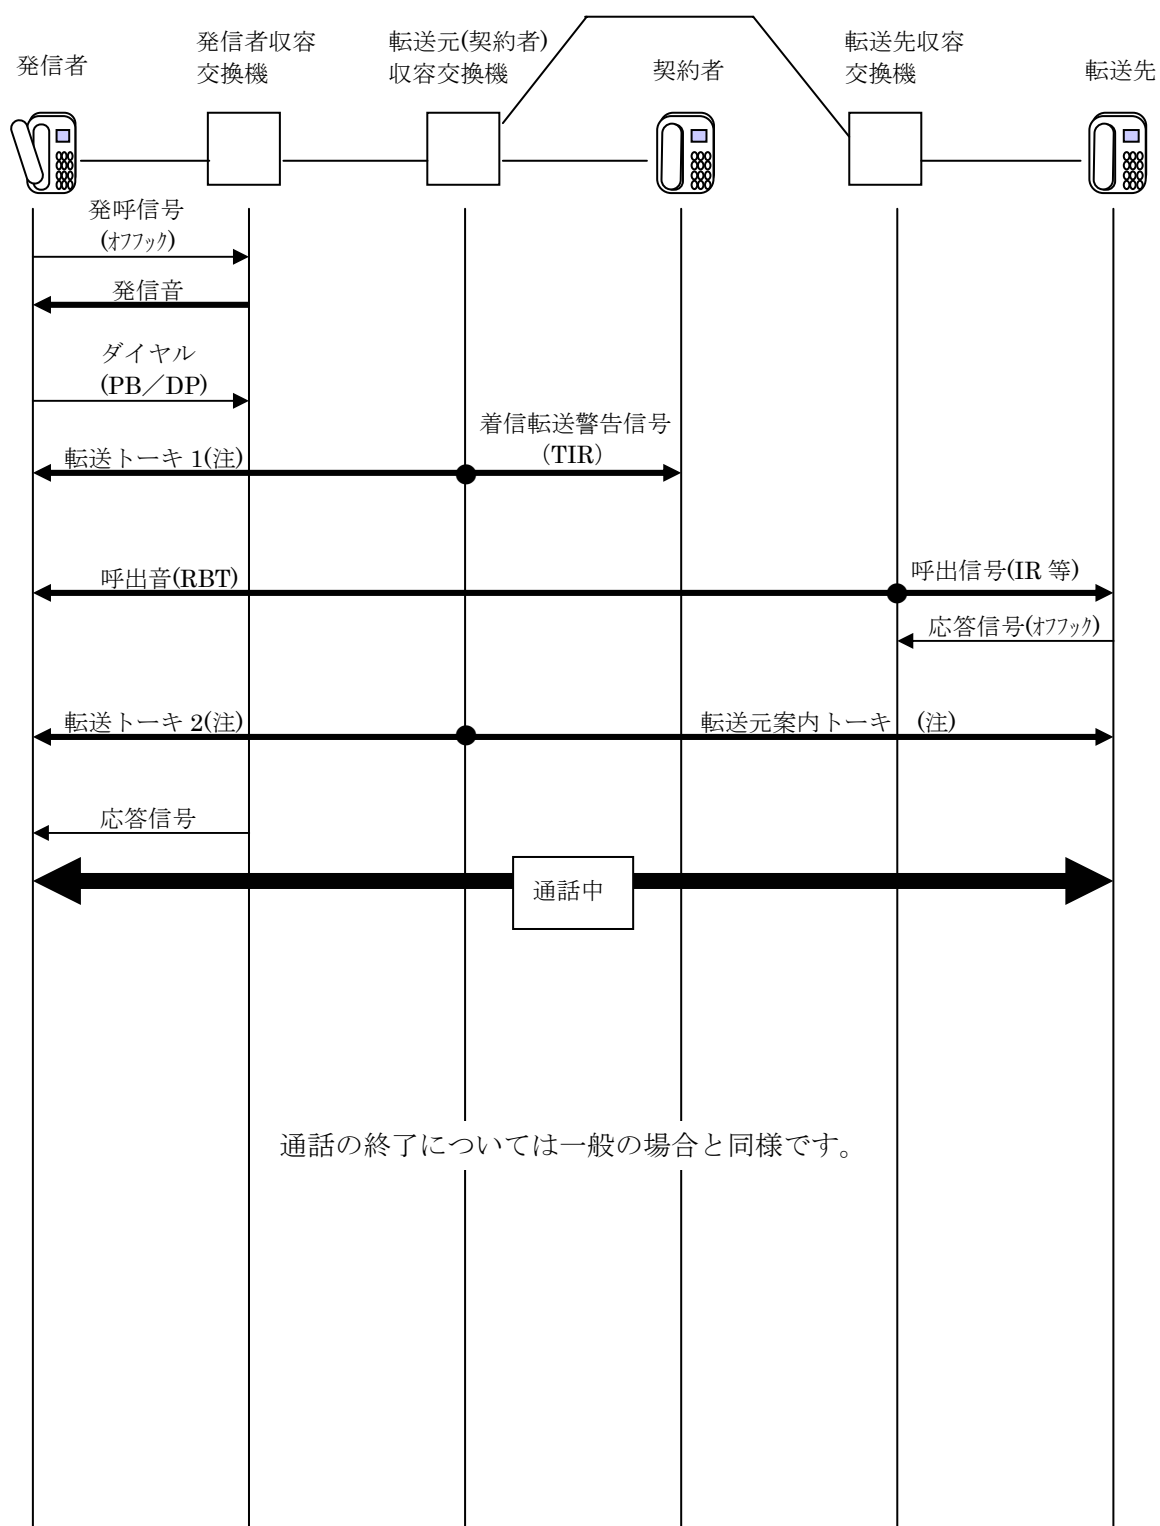 発信者
発信者収容
交換機
転送元(契約者)
収容交換機
契約者
転送先収容
交換機
転送先
発呼信号
(ｵﾌﾌｯｸ)
発信音
ダイヤル
(PB／DP)
着信転送警告信号
（TIR）
転送トーキ 1(注)
呼出音(RBT)
呼出信号(IR 等)
応答信号(ｵﾌﾌｯｸ)
転送トーキ 2(注)
転送元案内トーキ　(注)
応答信号
通話中
通話の終了については一般の場合と同様です。